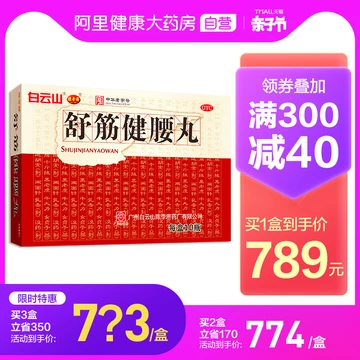 阿里健康大药房 自营
TMALL天猫
亲子节
白云山
中华老字号
OTC
舒筋健腰丸
SHUJINJIANYAOWAN
广州白云山陈李济药厂有限公司
每盒10瓶
领券叠加
满300
减40
买1盒到手价
789元
限时特惠
买3盒
立省350
活动到手价:
7?3/盒
买2盒
立省170
活动到手价:
774/盒